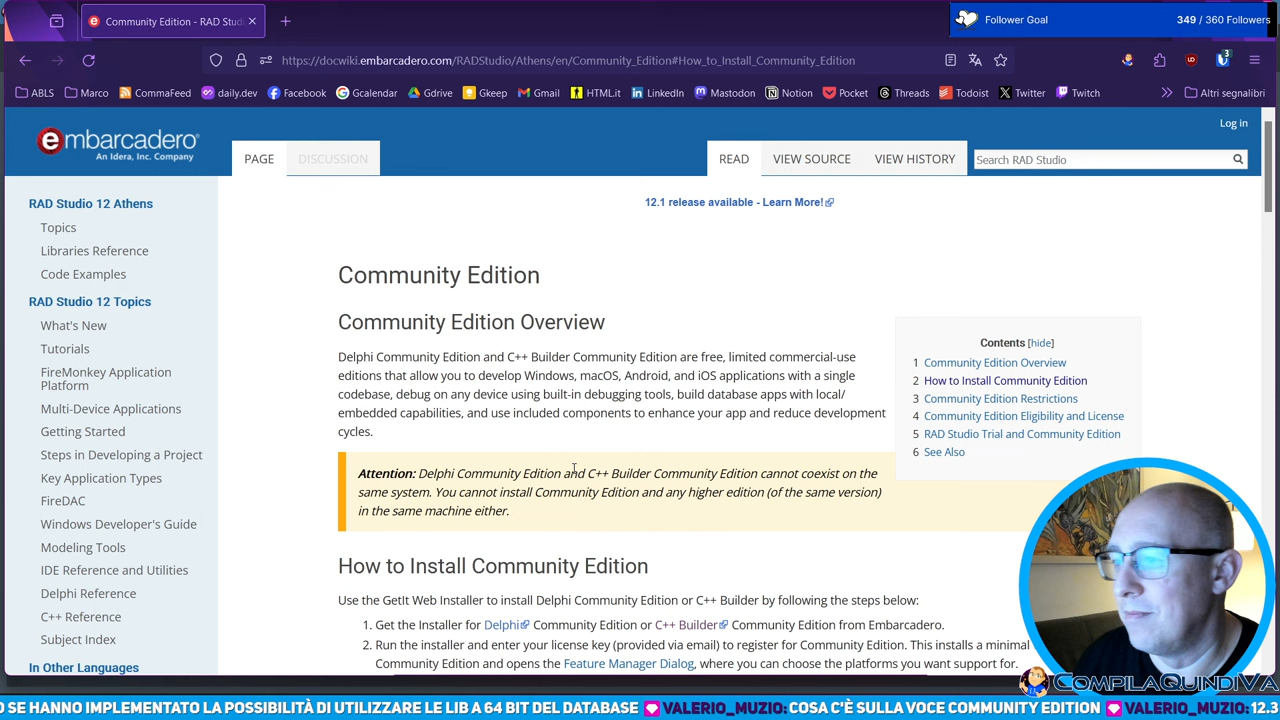 Community Edition - RAD Studi
Follower Goal
349 / 360 Followers
https://docwiki.embarcadero.com/RADStudio/Athens/en/Community_Edition#How_to_Install_Community_Edition
3
ABLS
Marco
CommaFeed
daily.dev
Facebook
Gcalendar
Gdrive
Gkeep
Gmail
HTML.it
LinkedIn
Mastodon
Notion
Pocket
Threads
Todoist
Twitter
Twitch
Altri segnalibri
embarcadero
An Idera, Inc. Company
Log in
PAGE
DISCUSSION
READ
VIEW SOURCE
VIEW HISTORY
Search RAD Studio
RAD Studio 12 Athens
Topics
Libraries Reference
Code Examples
RAD Studio 12 Topics
What's New
Tutorials
FireMonkey Application
Platform
Multi-Device Applications
Getting Started
Steps in Developing a Project
Key Application Types
FireDAC
Windows Developer's Guide
Modeling Tools
IDE Reference and Utilities
Delphi Reference
C++ Reference
Subject Index
In Other Languages
12.1 release available - Learn More!
Community Edition
Community Edition Overview
Delphi Community Edition and C++ Builder Community Edition are free, limited commercial-use
editions that allow you to develop Windows, macOS, Android, and iOS applications with a single
codebase, debug on any device using built-in debugging tools, build database apps with local/
embedded capabilities, and use included components to enhance your app and reduce development
cycles.
Attention: Delphi Community Edition and C++ Builder Community Edition cannot coexist on the
same system. You cannot install Community Edition and any higher edition (of the same version)
in the same machine either.
Contents [hide]
1 Community Edition Overview
2 How to Install Community Edition
3 Community Edition Restrictions
4 Community Edition Eligibility and License
5 RAD Studio Trial and Community Edition
6 See Also
How to Install Community Edition
Use the GetIt Web Installer to install Delphi Community Edition or C++ Builder by following the steps below:
1. Get the Installer for Delphi Community Edition or C++ Builder Community Edition from Embarcadero.
2. Run the installer and enter your license key (provided via email) to register for Community Edition. This installs a minimal
Community Edition and opens the Feature Manager Dialog, where you can choose the platforms you want support for.
COMPILAQUINDIVA
O SE HANNO IMPLEMENTATO LA POSSIBILITÀ DI UTILIZZARE LE LIB A 64 BIT DEL DATABASE VALERIO_MUZIO: COSA C'È SULLA VOCE COMMUNITY EDITION VALERIO_MUZIO: 12.3